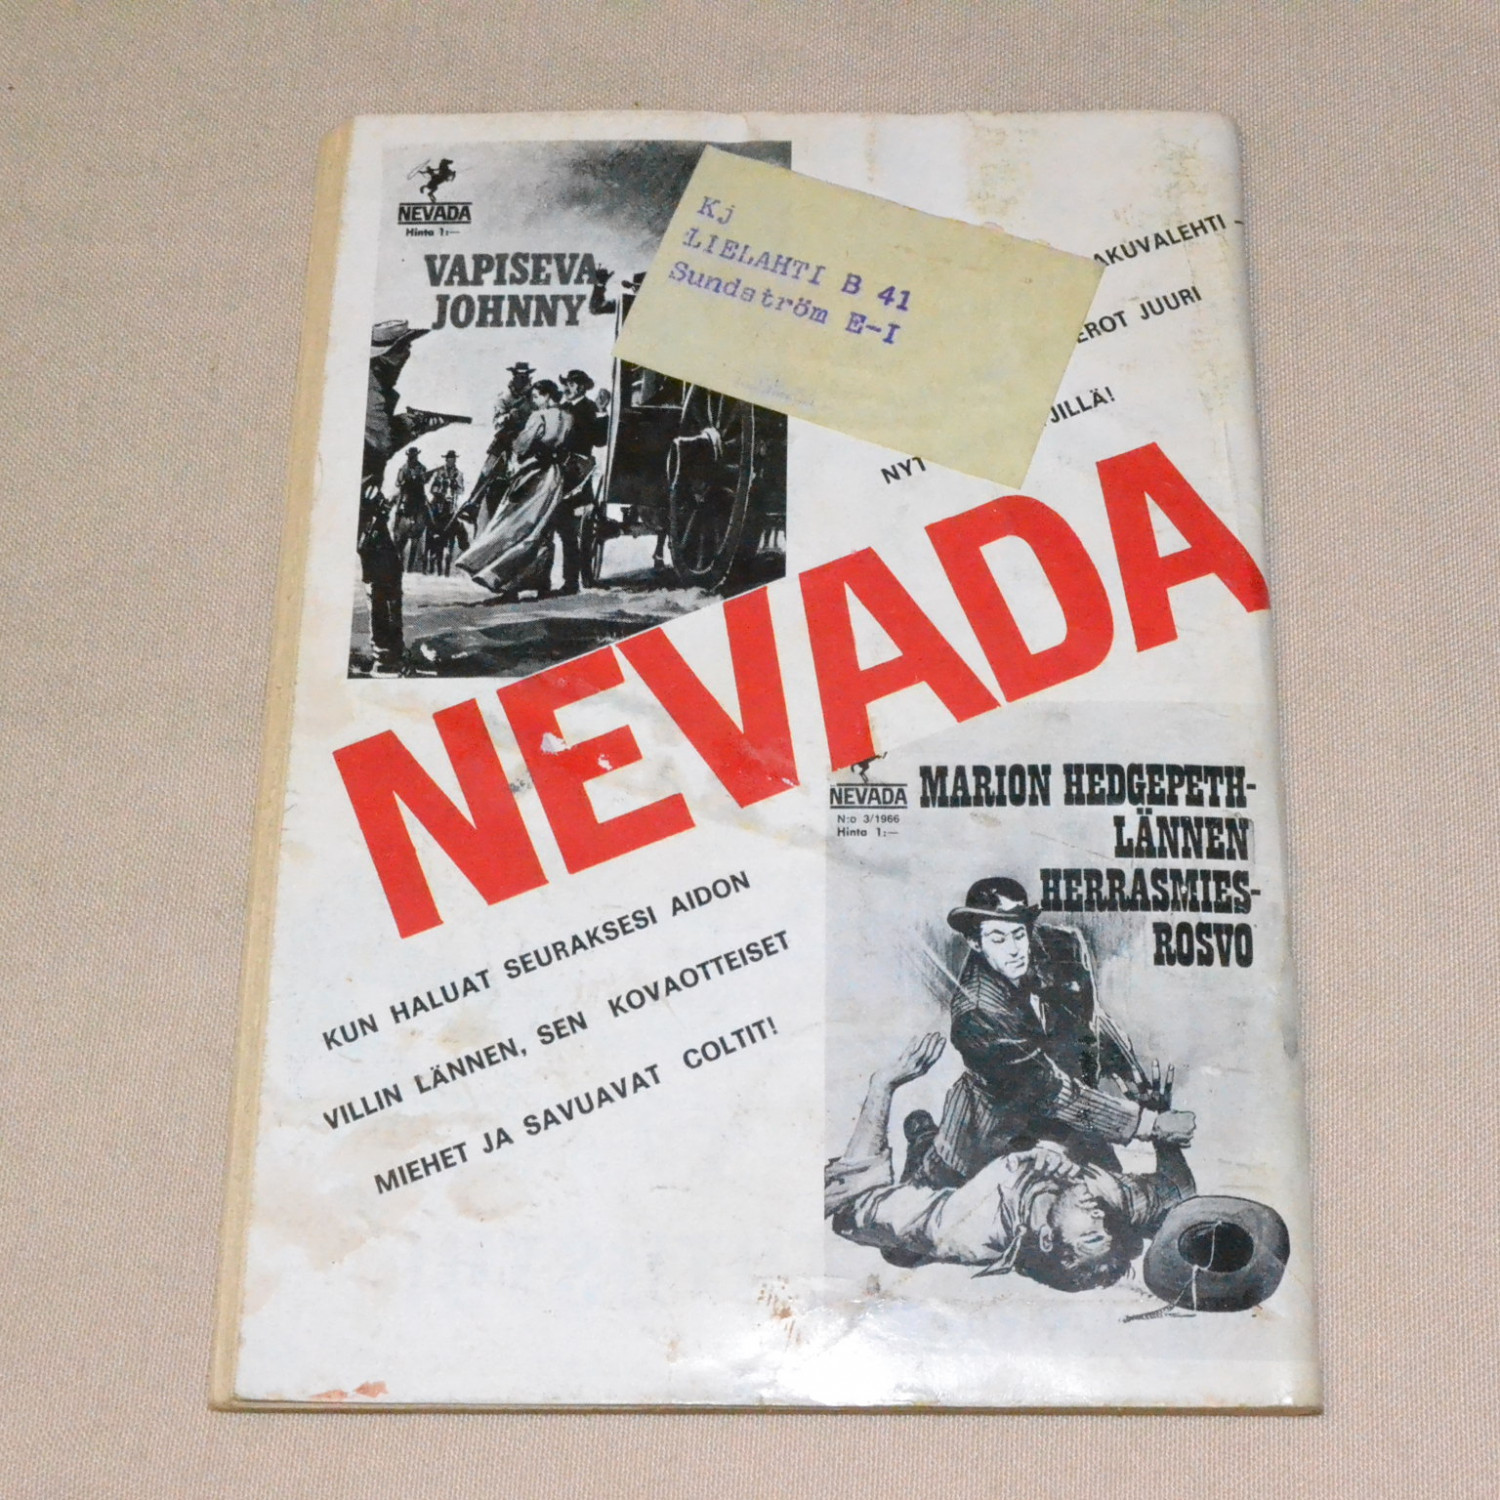 NEVADA
Hinta 1:—
VAPISEVA
JOHNNY
Kj
LIELAHTI B 41
Sundström E-I
AKUVALEHTI –
EROT JUURI
NYT
JILLÄ!
NEVADA
NEVADA
N:o 3/1966
Hinta 1:—
MARION HEDGEPETH-
LÄNNEN
HERRASMIES-
ROSVO
KUN HALUAT SEURAKSESI AIDON
VILLIN LÄNNEN, SEN KOVAOTTEISET
MIEHET JA SAVUAVAT COLTIT!